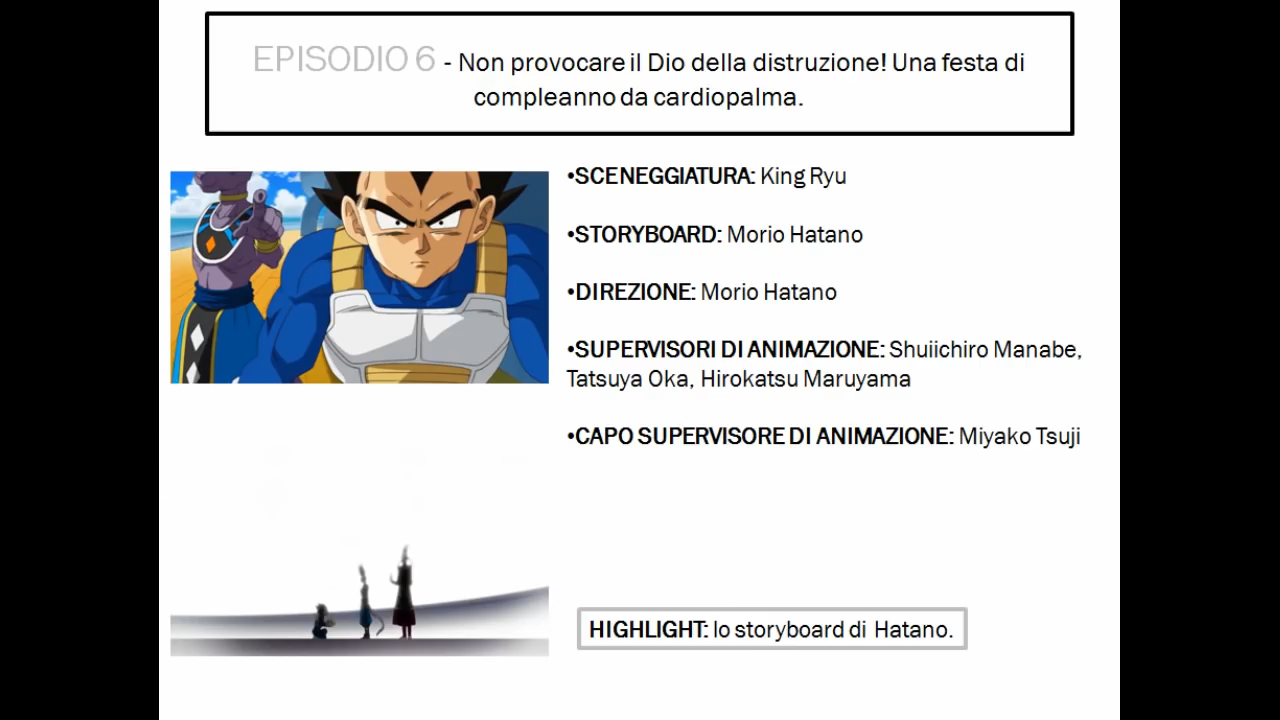 EPISODIO 6 - Non provocare il Dio della distruzione! Una festa di
compleanno da cardiopalma.
•SCENEGGIATURA: King Ryu
•STORYBOARD: Morio Hatano
•DIREZIONE: Morio Hatano
•SUPERVISORI DI ANIMAZIONE: Shuiichiro Manabe,
Tatsuya Oka, Hirokatsu Maruyama
•CAPO SUPERVISORE DI ANIMAZIONE: Miyako Tsuji
HIGHLIGHT: lo storyboard di Hatano.